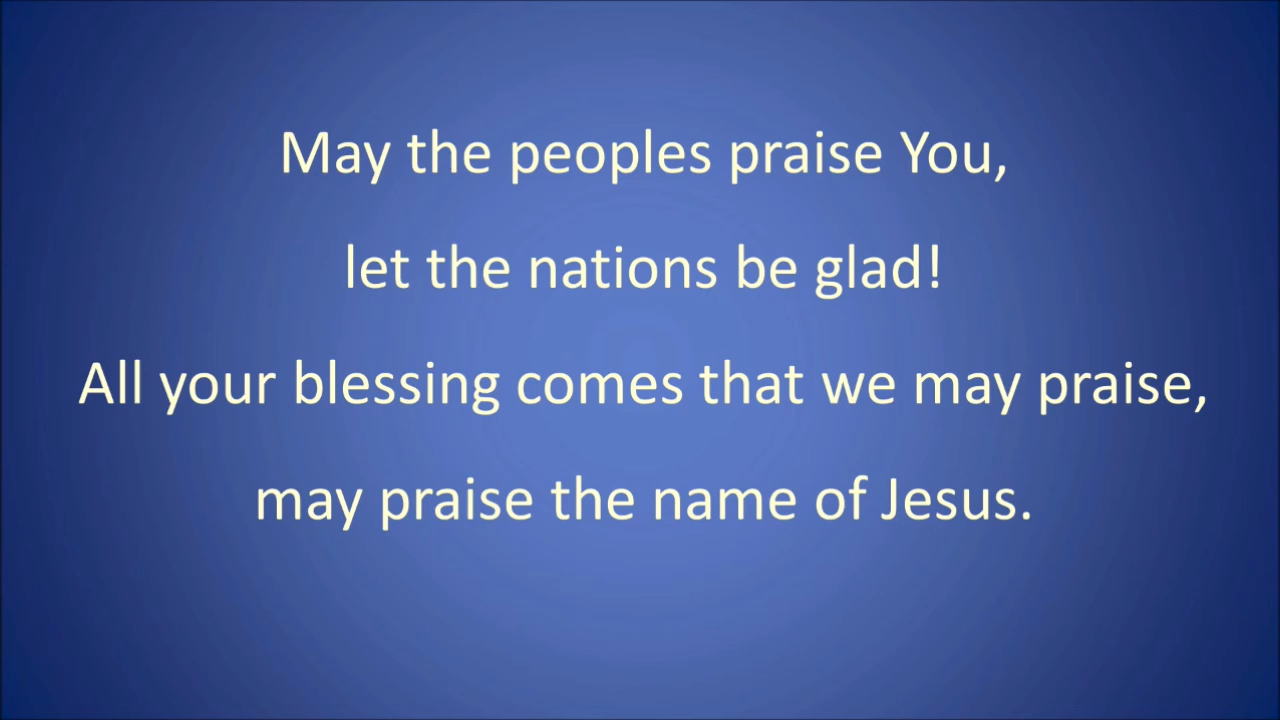 May the peoples praise You,
let the nations be glad!
All your blessing comes that we may praise,
may praise the name of Jesus.